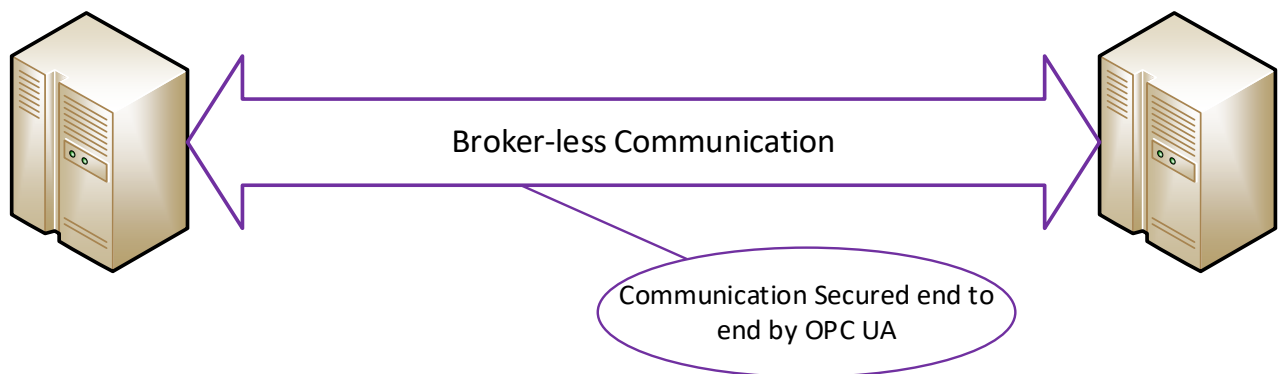 Broker-less Communication
Communication Secured end to
end by OPC UA